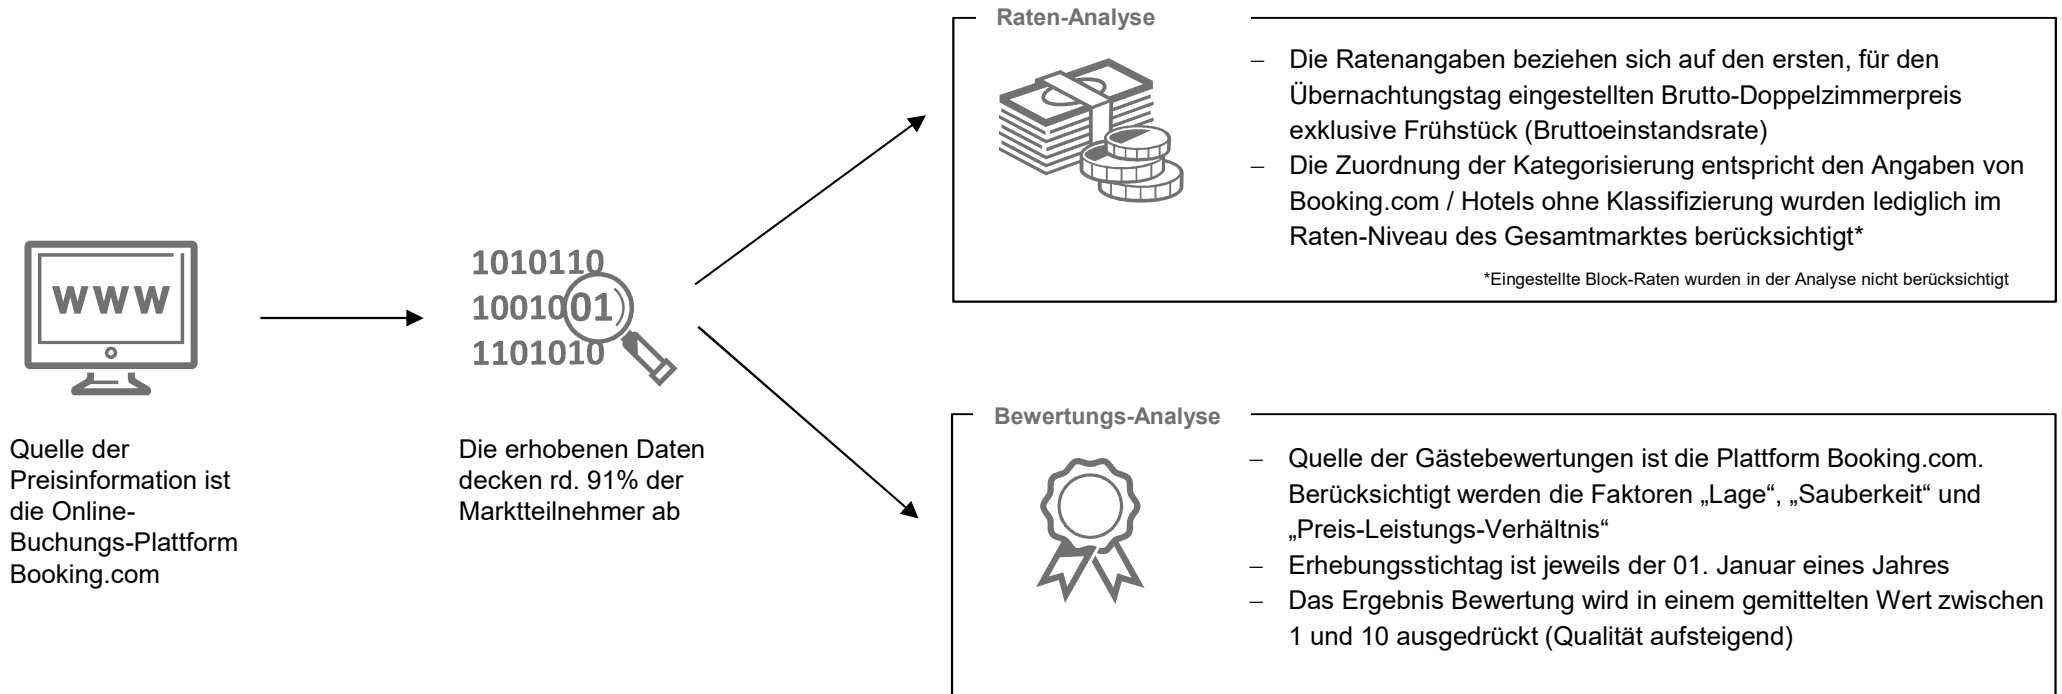 WWW
Quelle der
Preisinformation ist
die Online-
Buchungs-Plattform
Booking.com
1010110
1001001
1101010
Die erhobenen Daten
decken rd. 91% der
Marktteilnehmer ab
Raten-Analyse
– Die Ratenangaben beziehen sich auf den ersten, für den
Übernachtungstag eingestellten Brutto-Doppelzimmerpreis
exklusive Frühstück (Bruttoeinstandsrate)
– Die Zuordnung der Kategorisierung entspricht den Angaben von
Booking.com / Hotels ohne Klassifizierung wurden lediglich im
Raten-Niveau des Gesamtmarktes berücksichtigt*
*Eingestellte Block-Raten wurden in der Analyse nicht berücksichtigt
Bewertungs-Analyse
– Quelle der Gästebewertungen ist die Plattform Booking.com.
Berücksichtigt werden die Faktoren „Lage“, „Sauberkeit“ und
„Preis-Leistungs-Verhältnis“
– Erhebungsstichtag ist jeweils der 01. Januar eines Jahres
– Das Ergebnis Bewertung wird in einem gemittelten Wert zwischen
1 und 10 ausgedrückt (Qualität aufsteigend)